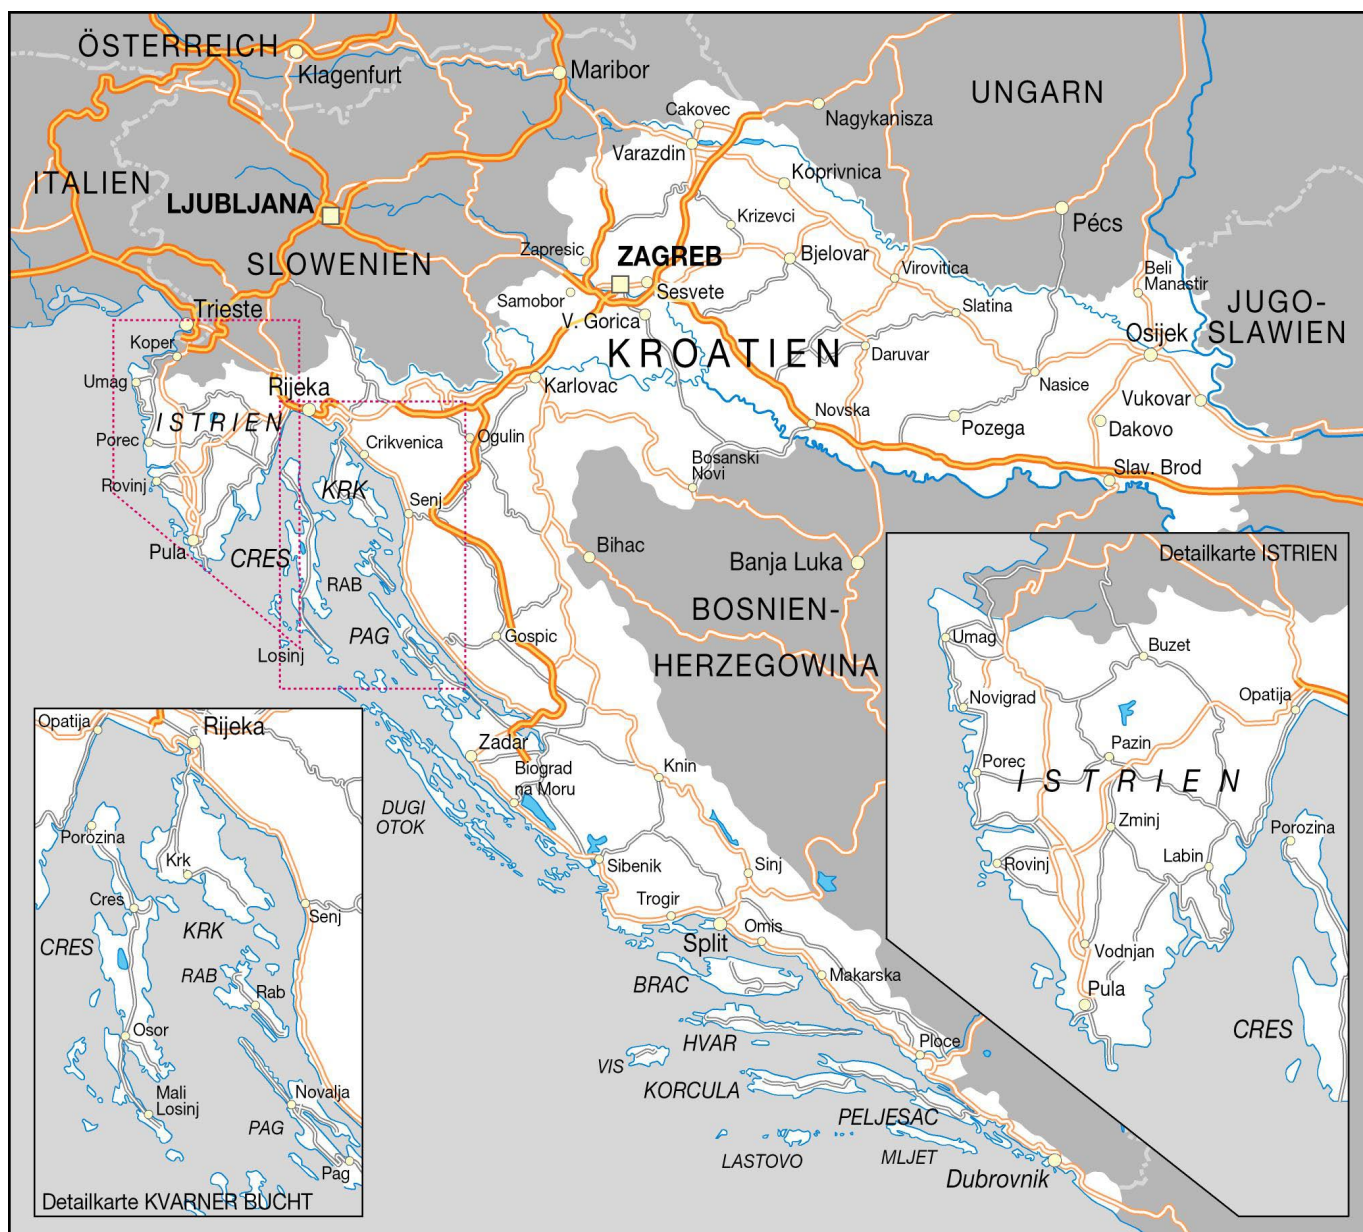 ÖSTERREICH
Klagenfurt
Maribor
UNGARN
Cakovec
Nagykanisza
Varazdin
Koprivnica
ITALIEN
LJUBLJANA
Krizevci
Pécs
SLOWENIEN
Zapresic
ZAGREB
Bjelovar
Virovitica
Beli
Manastir
Samobor
Sesvete
Slatina
JUGO-
SLAWIEN
Trieste
V. Gorica
Koper
KROATIEN
Daruvar
Osijek
Umag
Rijeka
Karlovac
Nasice
Vukovar
ISTRIEN
Novska
Pozega
Dakovo
Porec
Crikvenica
Ogulin
Bosanski
Novi
Slav. Brod
Rovinj
KRK
Senj
Pula
CRES
Bihac
Banja Luka
RAB
BOSNIEN-
HERZEGOWINA
PAG
Gospic
Losinj
Zadar
Biograd
na Moru
Knin
DUGI
OTOK
Sibenik
Sinj
Trogir
Split
Omis
BRAC
Makarska
HVAR
VIS
Ploce
KORCULA
PELJESAC
LASTOVO
MLJET
Dubrovnik
Opatija
Rijeka
Porozina
Krk
Cres
Senj
CRES
KRK
RAB
Rab
Osor
Mali
Losinj
Novalja
PAG
Pag
Detailkarte KVARNER BUCHT
Detailkarte ISTRIEN
Umag
Buzet
Novigrad
Opatija
Pazin
Porec
ISTRIEN
Zminj
Porozina
Rovinj
Labin
Vodnjan
Pula
CRES